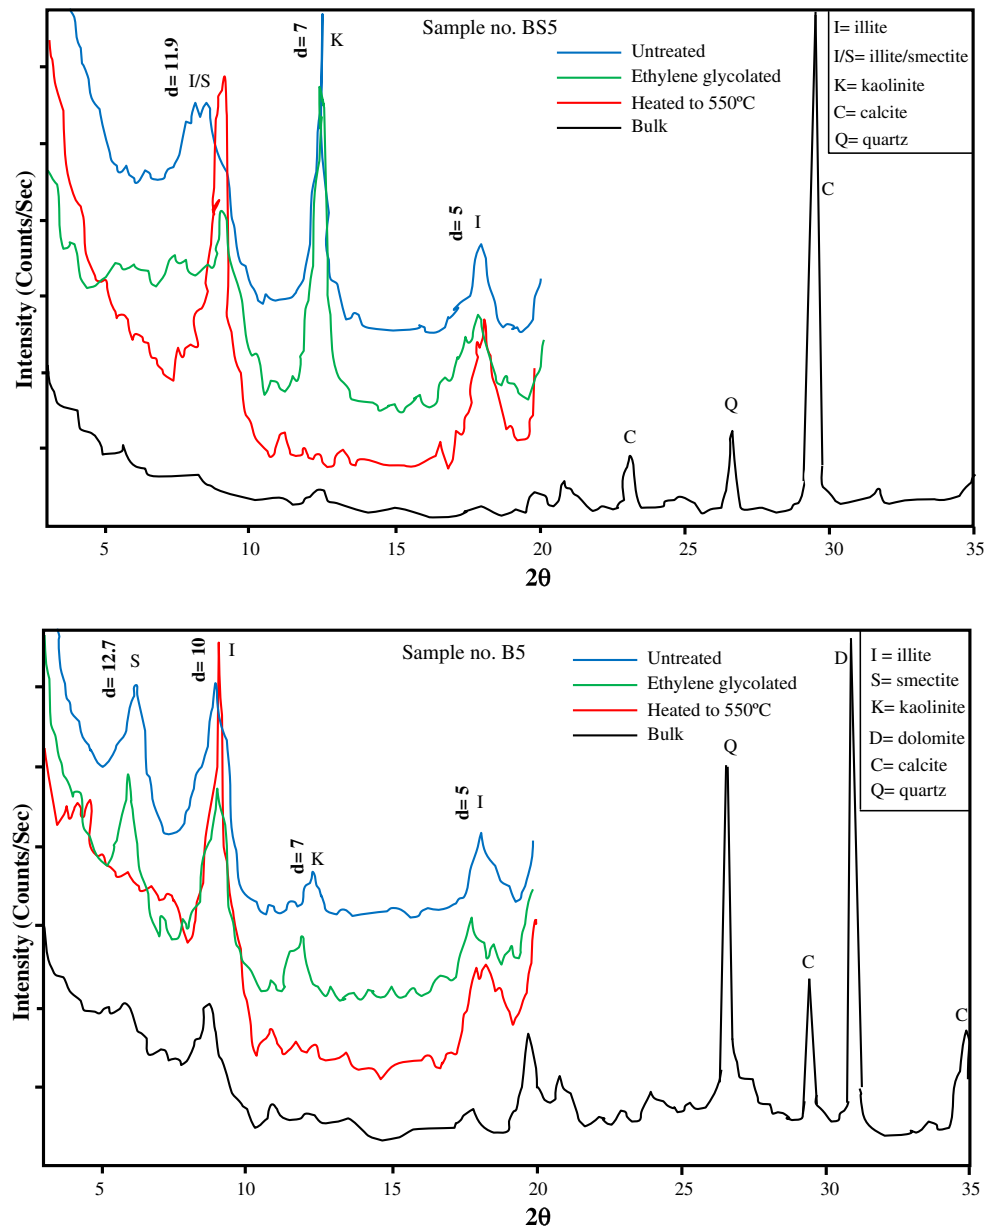 Sample no. BS5
Untreated
Ethylene glycolated
Heated to 550ºC
Bulk
I= illite
I/S= illite/smectite
K= kaolinite
C= calcite
Q= quartz
d= 11.9
I/S
d= 7
K
d= 5
I
C
Q
C
Intensity (Counts/Sec)
5 10 15 20 25 30 35
2θ
Sample no. B5
Untreated
Ethylene glycolated
Heated to 550ºC
Bulk
I = illite
S= smectite
K= kaolinite
D= dolomite
C= calcite
Q= quartz
d= 12.7
S
d= 10
I
d= 7
K
d= 5
I
Q
C
D
C
Intensity (Counts/Sec)
5 10 15 20 25 30 35
2θ